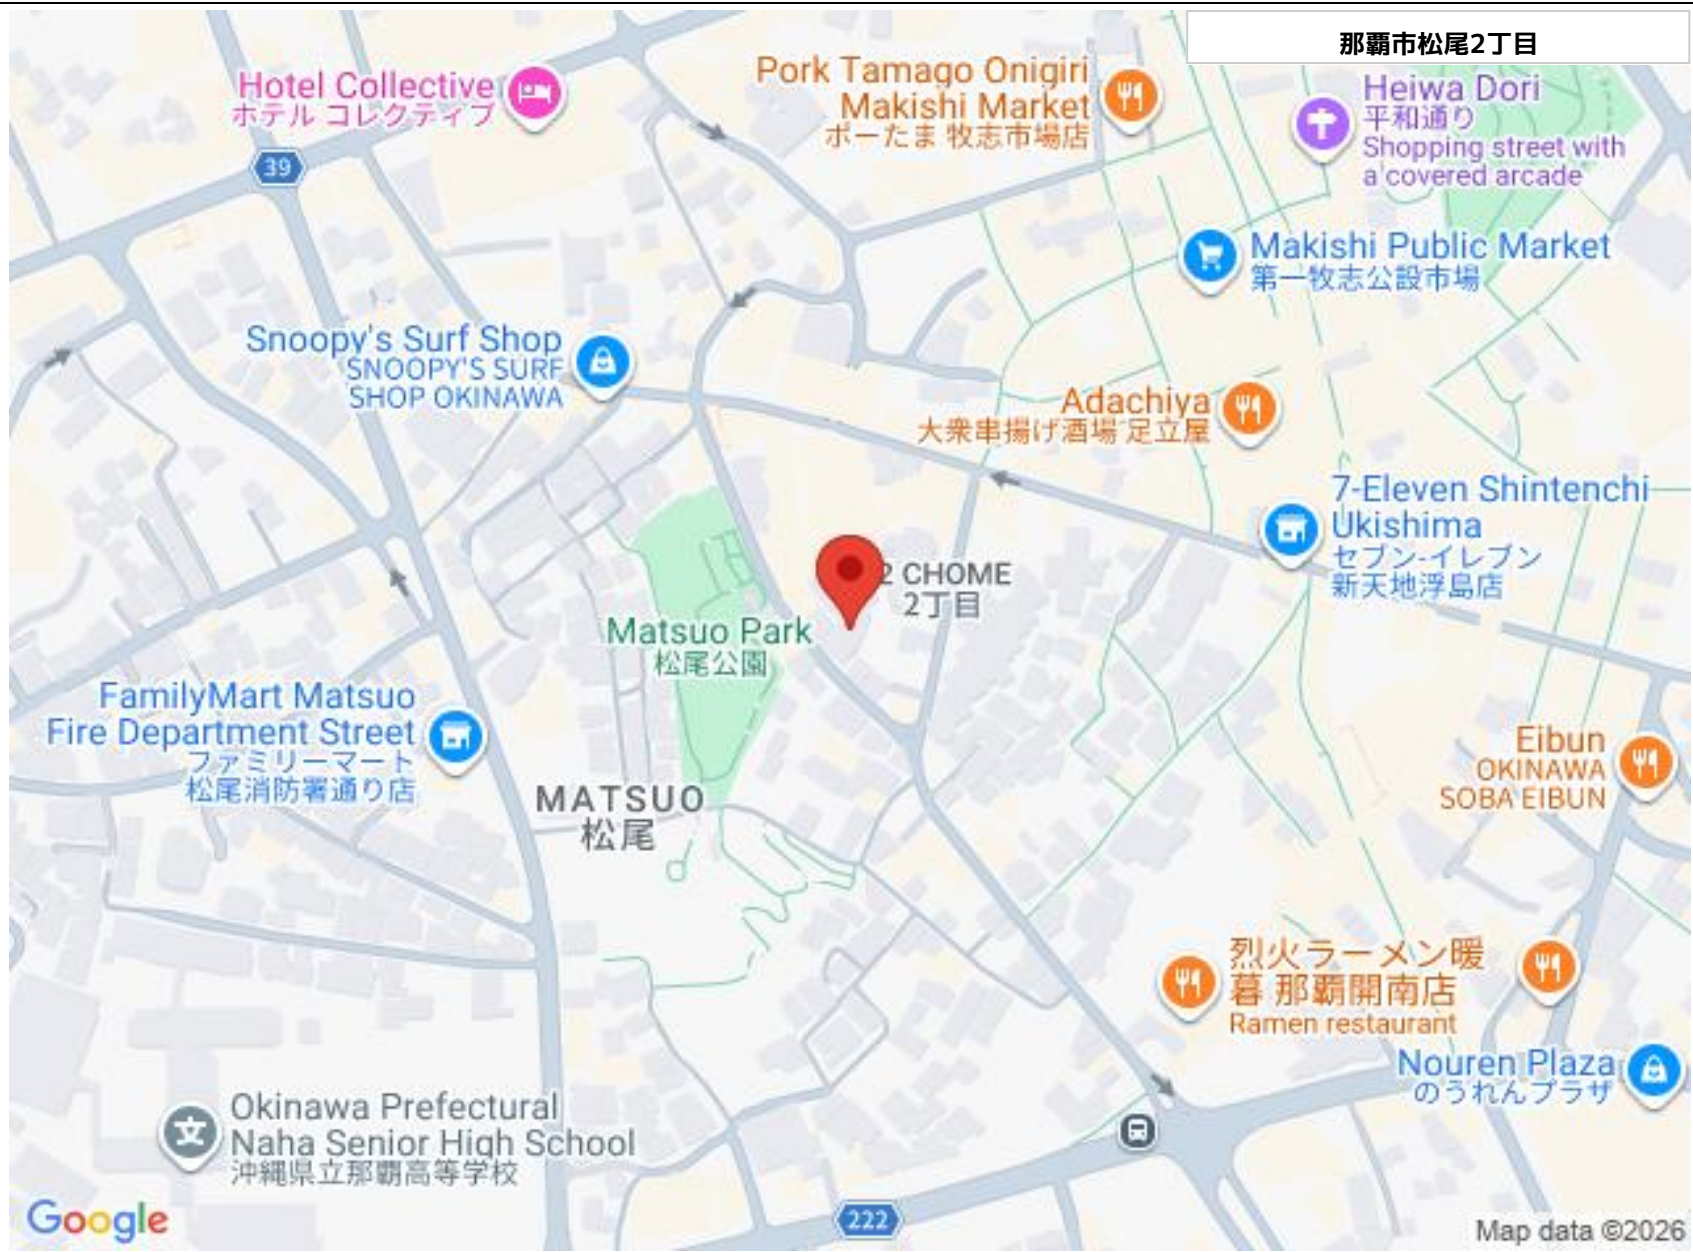 那覇市松尾2丁目
Hotel Collective
ホテル コレクティブ
Pork Tamago Onigiri
Makishi Market
ポーたま 牧志市場店
Heiwa Dori
平和通り
Shopping street with
a covered arcade
39
Makishi Public Market
第一牧志公設市場
Snoopy's Surf Shop
SNOOPY'S SURF
SHOP OKINAWA
Adachiya
大衆串揚げ酒場 足立屋
7-Eleven Shintenchi
Ukishima
セブン-イレブン
新天地浮島店
2 CHOME
2丁目
Matsuo Park
松尾公園
FamilyMart Matsuo
Fire Department Street
ファミリーマート
松尾消防署通り店
MATSUO
松尾
Eibun
OKINAWA
SOBA EIBUN
烈火ラーメン暖
暮 那覇開南店
Ramen restaurant
Nouren Plaza
のうれんプラザ
文
Okinawa Prefectural
Naha Senior High School
沖縄県立那覇高等学校
222
Google
Map data ©2026